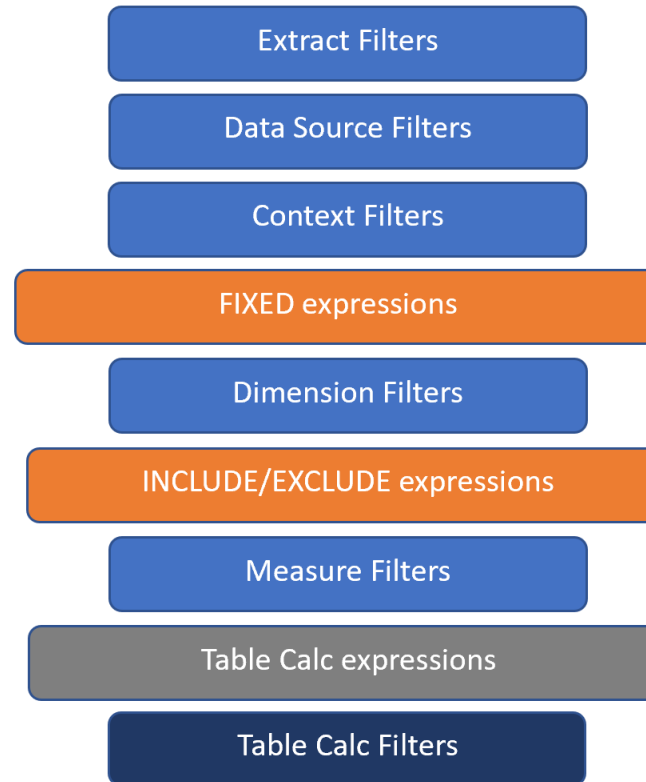 Extract Filters
Data Source Filters
Context Filters
FIXED expressions
Dimension Filters
INCLUDE/EXCLUDE expressions
Measure Filters
Table Calc expressions
Table Calc Filters